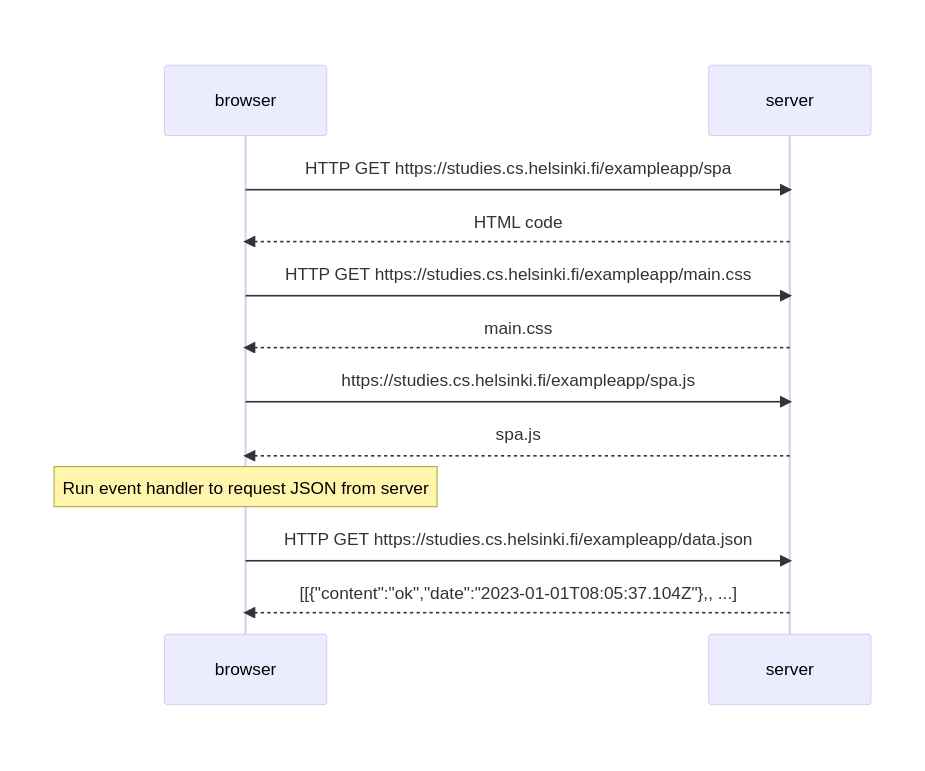 browser
server
HTTP GET https://studies.cs.helsinki.fi/exampleapp/spa
HTML code
HTTP GET https://studies.cs.helsinki.fi/exampleapp/main.css
main.css
https://studies.cs.helsinki.fi/exampleapp/spa.js
spa.js
Run event handler to request JSON from server
HTTP GET https://studies.cs.helsinki.fi/exampleapp/data.json
[[{"content":"ok","date":"2023-01-01T08:05:37.104Z"},, ...]
browser
server